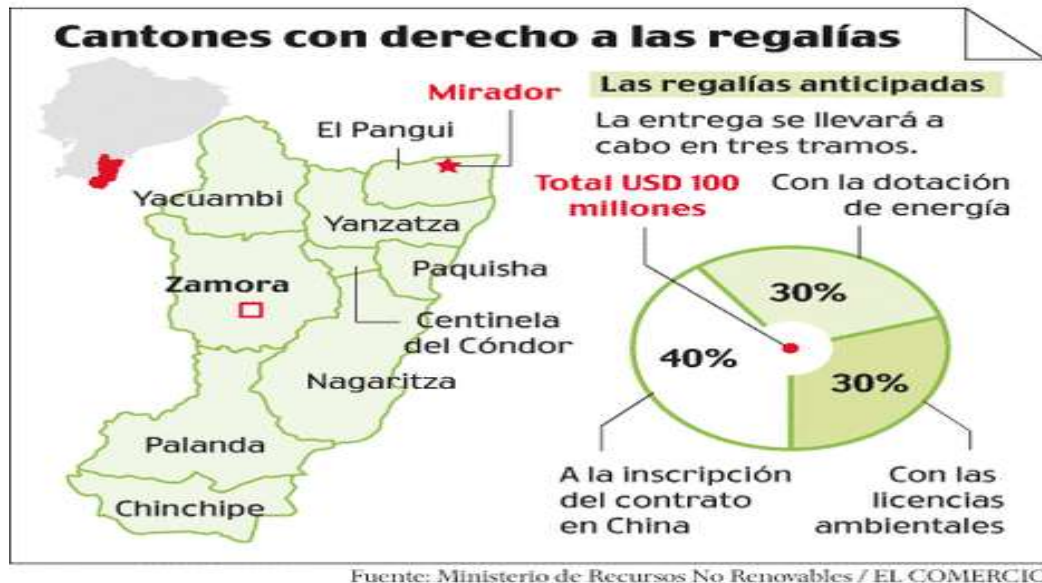 Cantones con derecho a las regalías
Mirador
El Pangui
Yacuambi
Yanzatza
Zamora
Paquisha
Centinela
del Cóndor
Nagaritza
Palanda
Chinchipe
Las regalías anticipadas
La entrega se llevará a
cabo en tres tramos.
Total USD 100
millones
Con la dotación
de energía
30%
40%
30%
A la inscripción
del contrato
en China
Con las
licencias
ambientales
Fuente: Ministerio de Recursos No Renovables / EL COMERCIO